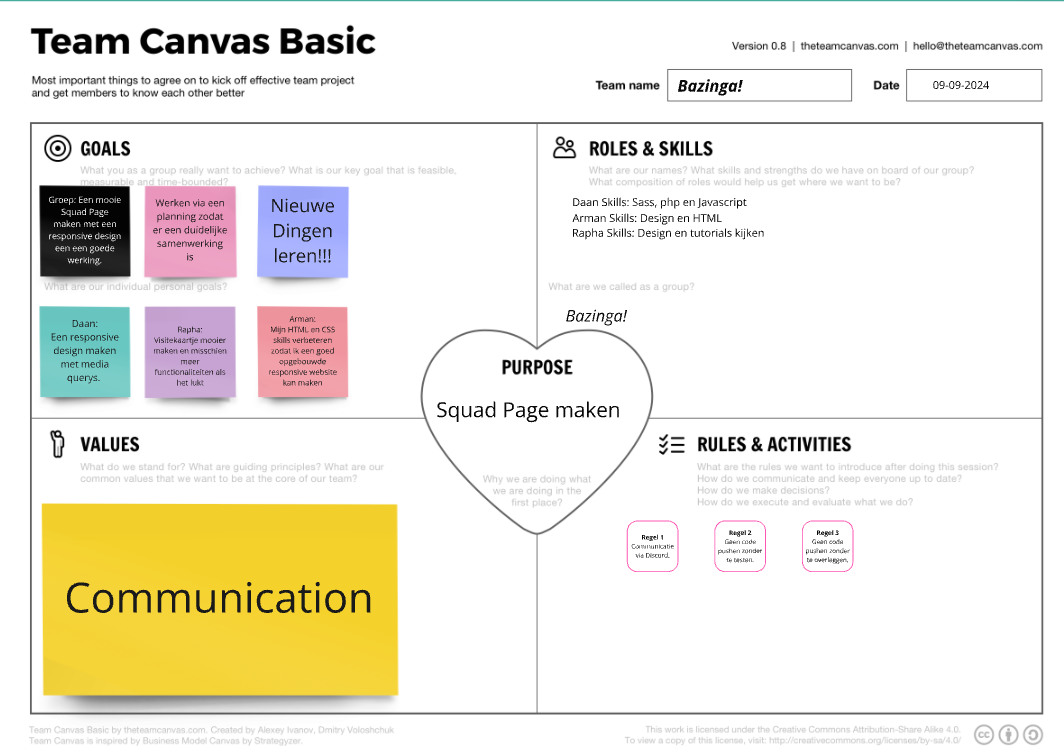 Team Canvas Basic
Version 0.8 | theteamcanvas.com | hello@theteamcanvas.com
Most important things to agree on to kick off effective team project
and get members to know each other better
Team name
Bazinga!
Date
09-09-2024
GOALS
What you as a group really want to achieve? What is our key goal that is feasible,
measurable and time-bounded?
Groep: Een mooie
Squad Page
maken met een
responsive design
een een goede
werking.
Werken via een
planning zodat
er een duidelijke
samenwerking
is
Nieuwe
Dingen
leren!!!
What are our individual personal goals?
Daan:
Een responsive
design maken
met media
querys.
Rapha:
Visitekaartje mooier
maken en misschien
meer
functionaliteiten als
het lukt
Arman:
Mijn HTML en CSS
skills verbeteren
zodat ik een goed
opgebouwde
responsive website
kan maken
ROLES & SKILLS
What are our names? What skills and strengths do we have on board of our group?
What composition of roles would help us get where we want to be?
Daan Skills: Sass, php en Javascript
Arman Skills: Design en HTML
Rapha Skills: Design en tutorials kijken
What are we called as a group?
Bazinga!
PURPOSE
Squad Page maken
Why we are doing what
we are doing in the
first place?
VALUES
What do we stand for? What are guiding principles? What are our
common values that we want to be at the core of our team?
Communication
RULES & ACTIVITIES
What are the rules we want to introduce after doing this session?
How do we communicate and keep everyone up to date?
How do we make decisions?
How do we execute and evaluate what we do?
Regel 1
Communicatie
via Discord.
Regel 2
Geen code
pushen zonder
te testen.
Regel 3
Geen code
pushen zonder
te overleggen.
Team Canvas Basic by theteamcanvas.com. Created by Alexey Ivanov, Dmitry Voloshchuk
Team Canvas is inspired by Business Model Canvas by Strategyzer.
This work is licensed under the Creative Commons Attribution-Share Alike 4.0.
To view a copy of this license, visit: http://creativecommons.org/licenses/by-sa/4.0/
cc